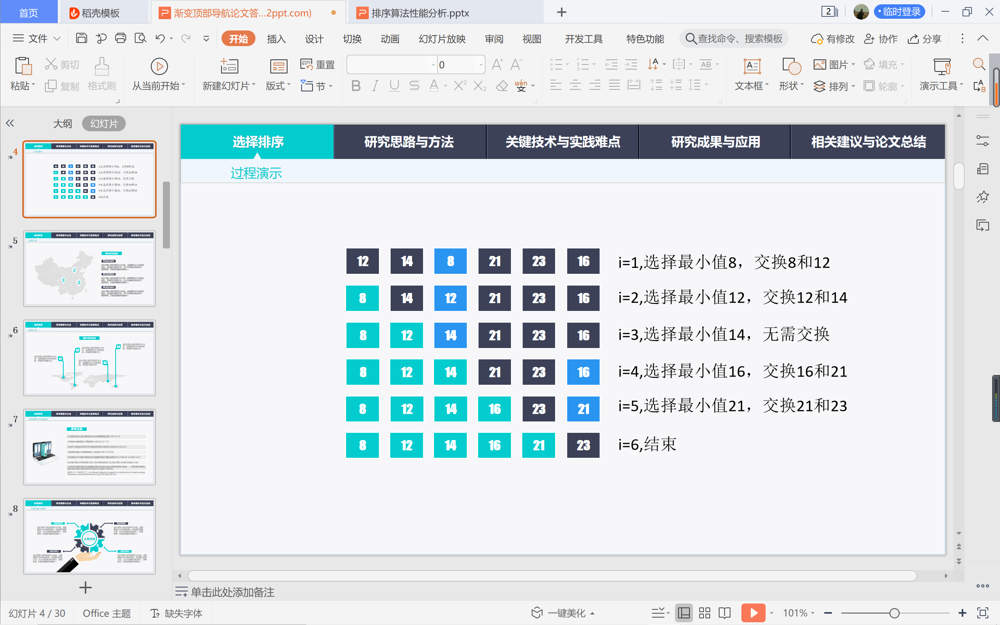 首页
稻壳模板
渐变顶部导航论文答...2ppt.com)
排序算法性能分析.pptx
2
临时登录
文件
开始
插入
设计
切换
动画
幻灯片放映
审阅
视图
开发工具
特色功能
查找命令、搜索模板
有修改
协作
分享
粘贴
剪切
复制
格式刷
从当前开始
新建幻灯片
版式
重置
节
0
文本框
形状
图片
排列
填充
轮廓
演示工具
大纲
幻灯片
4
5
6
7
8
选择排序
研究思路与方法
关键技术与实践难点
研究成果与应用
相关建议与论文总结
过程演示
12 14 8 21 23 16 i=1,选择最小值8，交换8和12
8 14 12 21 23 16 i=2,选择最小值12，交换12和14
8 12 14 21 23 16 i=3,选择最小值14，无需交换
8 12 14 21 23 16 i=4,选择最小值16，交换16和21
8 12 14 16 23 21 i=5,选择最小值21，交换21和23
8 12 14 16 21 23 i=6,结束
参考文献
主要贡献
单击此处添加备注
幻灯片 4 / 30
Office 主题
缺失字体
一键美化
101%